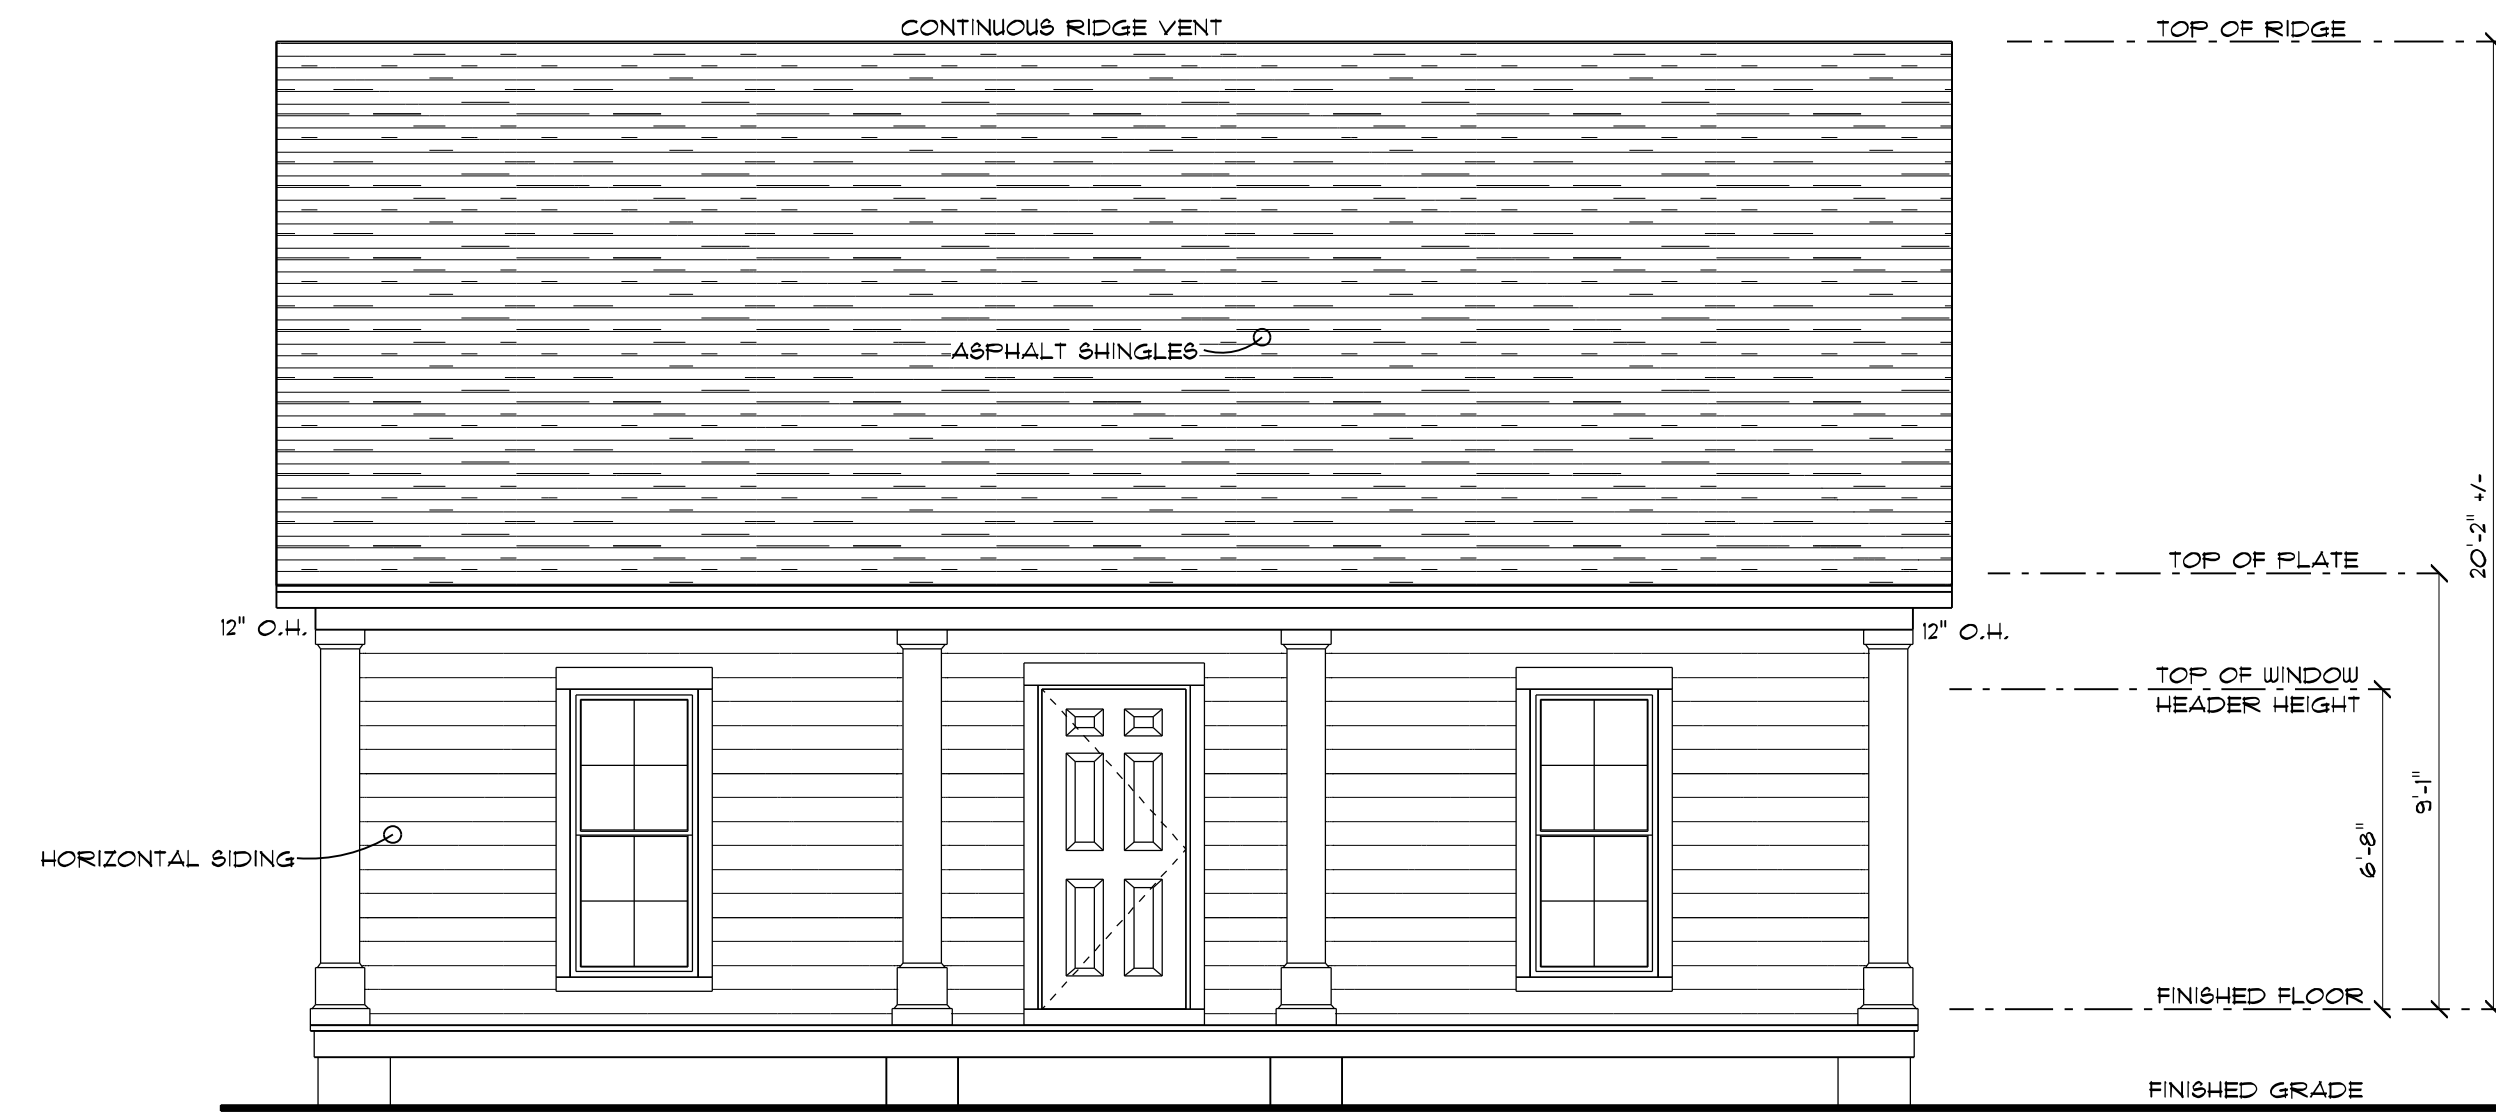 CONTINUOUS RIDGE VENT
TOP OF RIDGE
ASPHALT SHINGLES
20'-2" +/-
TOP OF PLATE
12" O.H.
12" O.H.
TOP OF WINDOW
HEADER HEIGHT
9'-1"
6'-8"
HORIZONTAL SIDING
FINISHED FLOOR
FINISHED GRADE